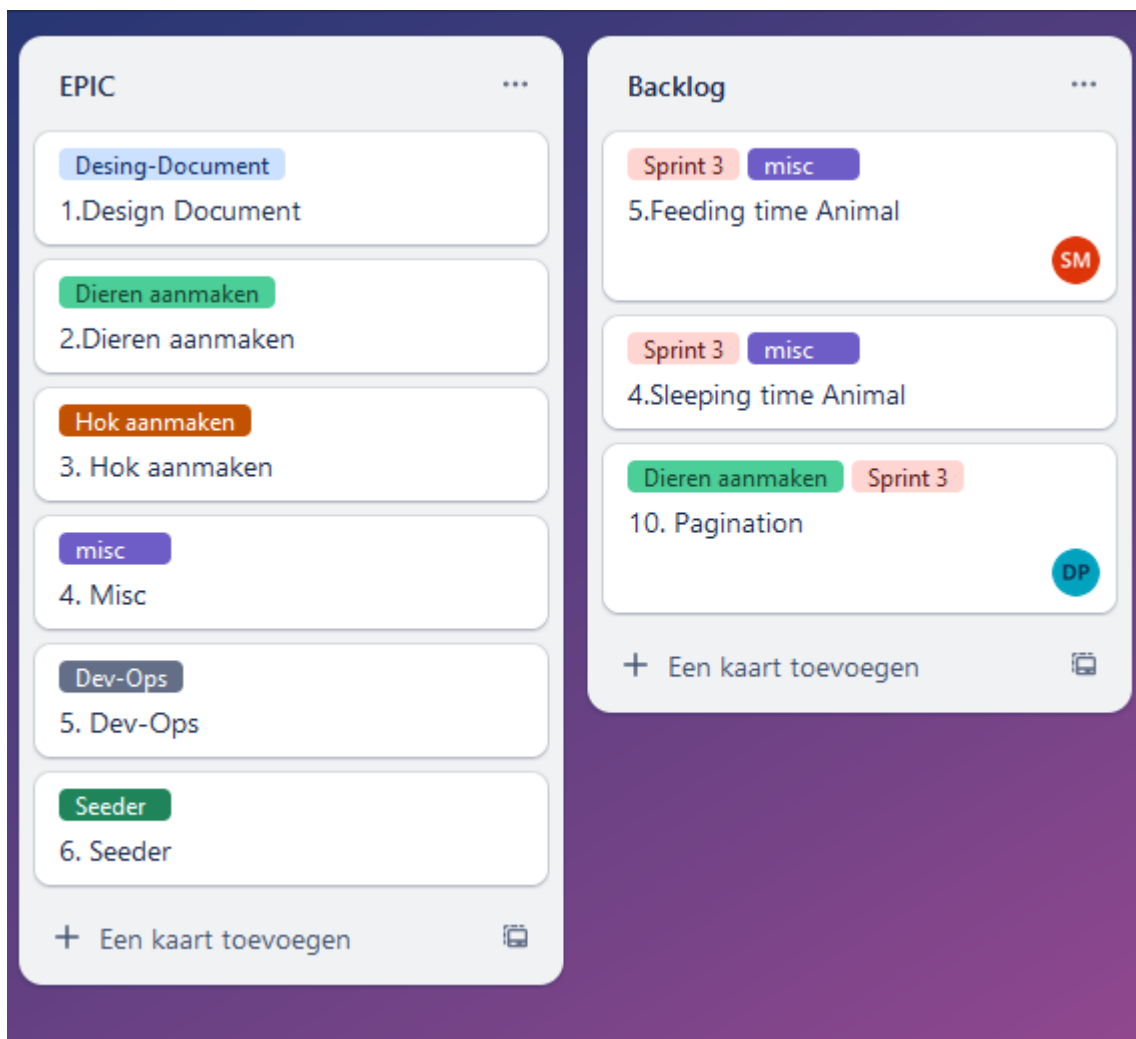 EPIC
Desing-Document
1.Design Document
Dieren aanmaken
2.Dieren aanmaken
Hok aanmaken
3. Hok aanmaken
misc
4. Misc
Dev-Ops
5. Dev-Ops
Seeder
6. Seeder
+ Een kaart toevoegen
Backlog
Sprint 3 misc
5.Feeding time Animal
SM
Sprint 3 misc
4.Sleeping time Animal
Dieren aanmaken Sprint 3
10. Pagination
DP
+ Een kaart toevoegen